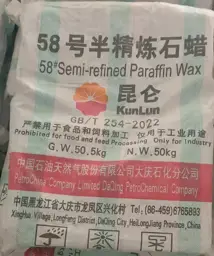 58号半精炼石蜡
58# Semi-refined Paraffin Wax
昆仑
KunLun
GB/T 254-2022
严禁用于食品和饲料加工 仅用于工业用途
Prohibited for food and feed Processing Only for Industry
G.W.50.5kg N.W.50kg
中国石油天然气股份有限公司大庆石化分公司
PetroChina Company Limited DaQing PetroChemical Company
中国黑龙江省大庆市龙凤区兴化村 Tel: (86-459)6765893
Xinghua Village, LongFeng District, DaQing City, HeiLongJiang Province, China